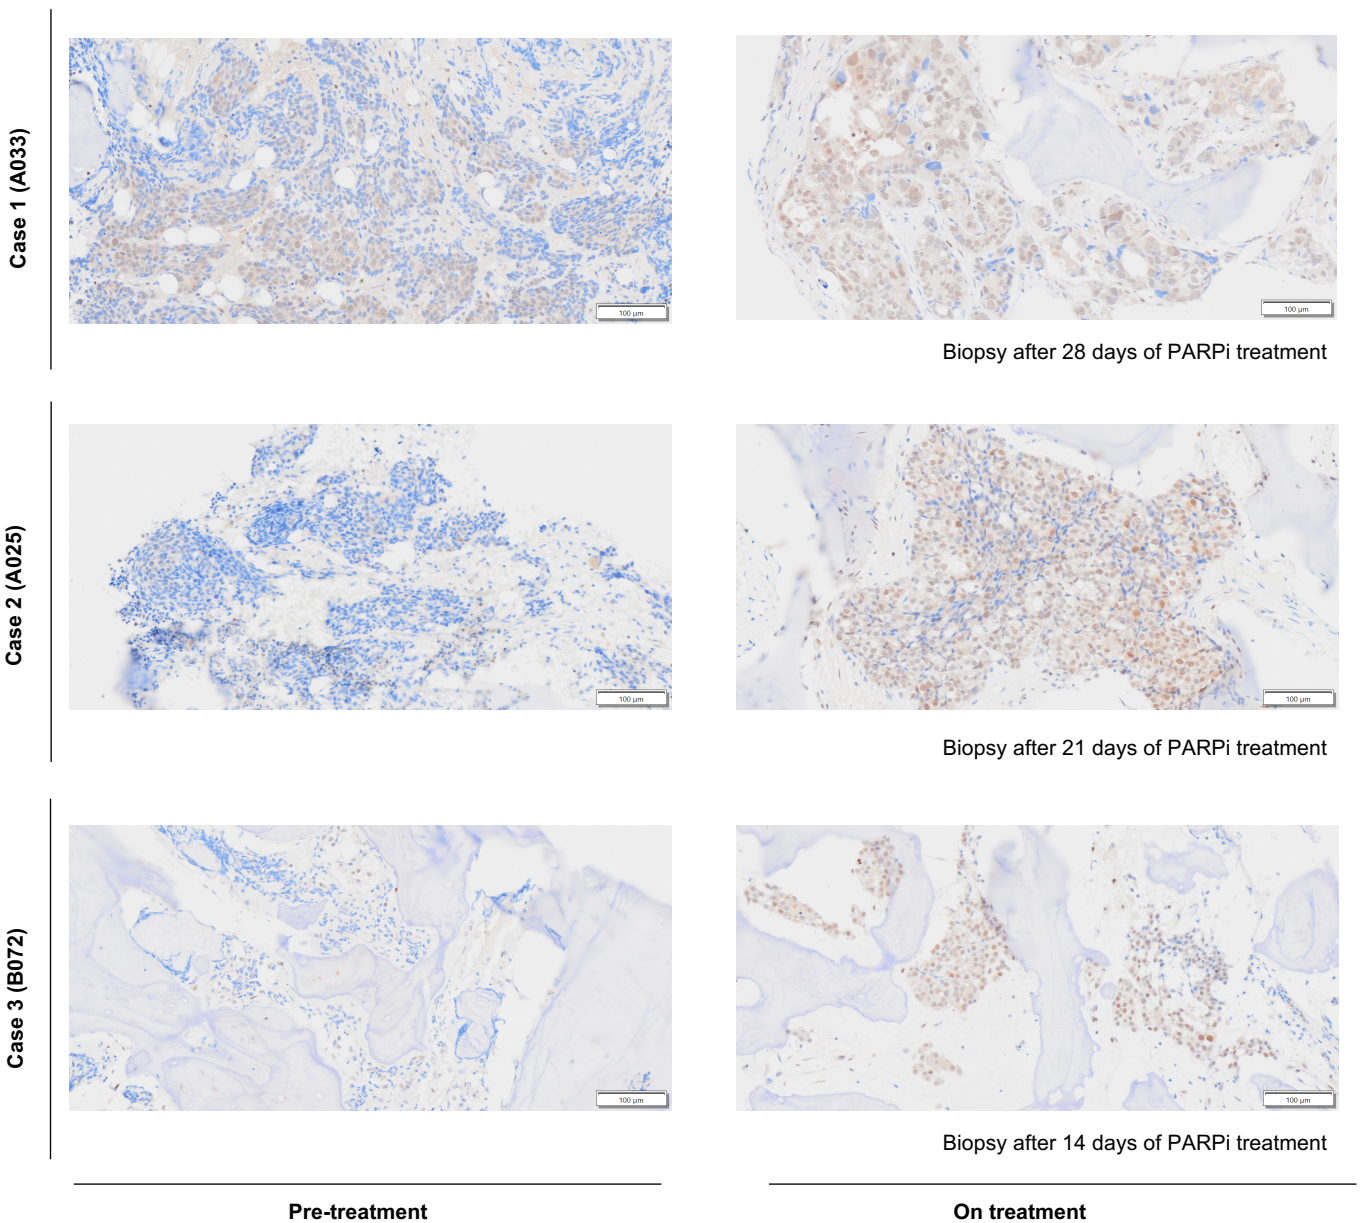 Case 1 (A033)
100 µm
100 µm
Biopsy after 28 days of PARPi treatment
Case 2 (A025)
100 µm
100 µm
Biopsy after 21 days of PARPi treatment
Case 3 (B072)
100 µm
100 µm
Biopsy after 14 days of PARPi treatment
Pre-treatment
On treatment